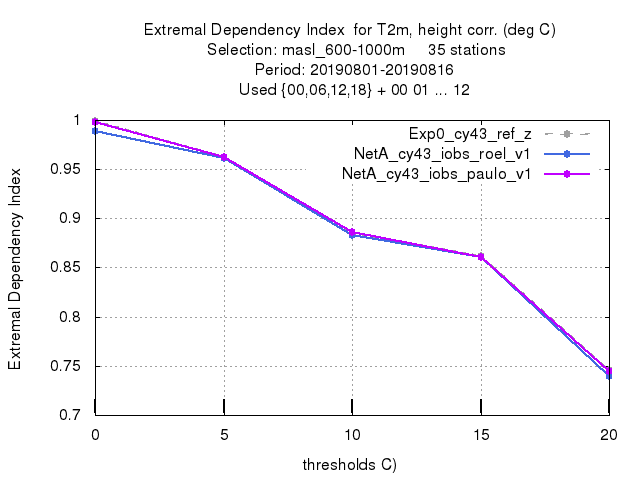 Extremal Dependency Index  for T2m, height corr. (deg C)
Selection: masl_600-1000m     35 stations
Period: 20190801-20190816
Used {00,06,12,18} + 00 01 ... 12
Exp0_cy43_ref_z
NetA_cy43_iobs_roel_v1
NetA_cy43_iobs_paulo_v1
Extremal Dependency Index
1
0.95
0.9
0.85
0.8
0.75
0.7
0 5 10 15 20
thresholds C)